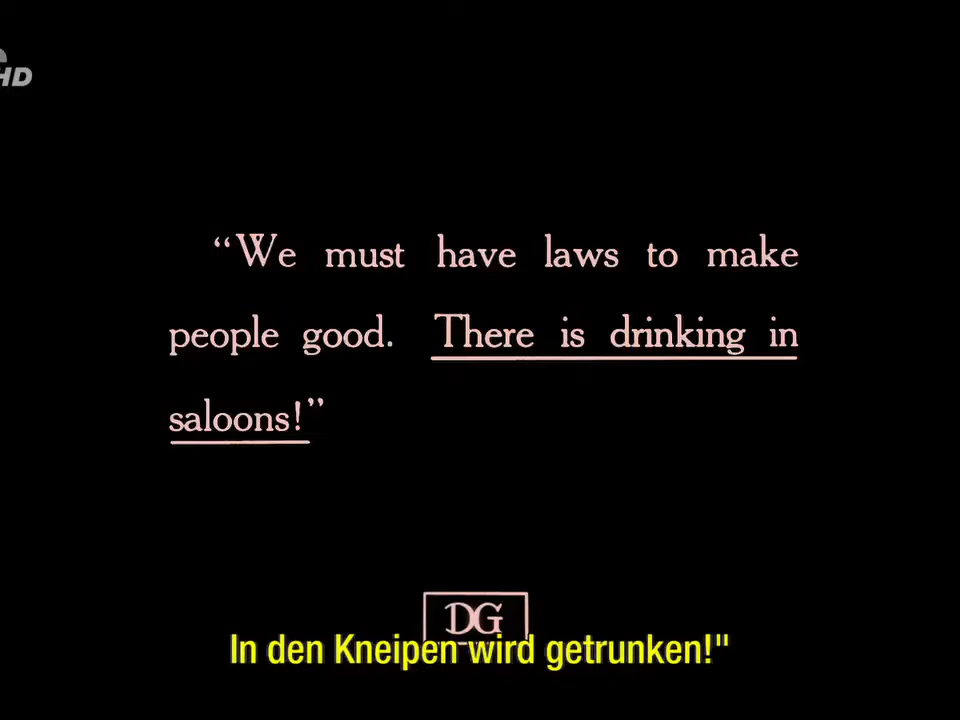 HD
“We must have laws to make
people good. There is drinking in
saloons!”
DG
In den Kneipen wird getrunken!"